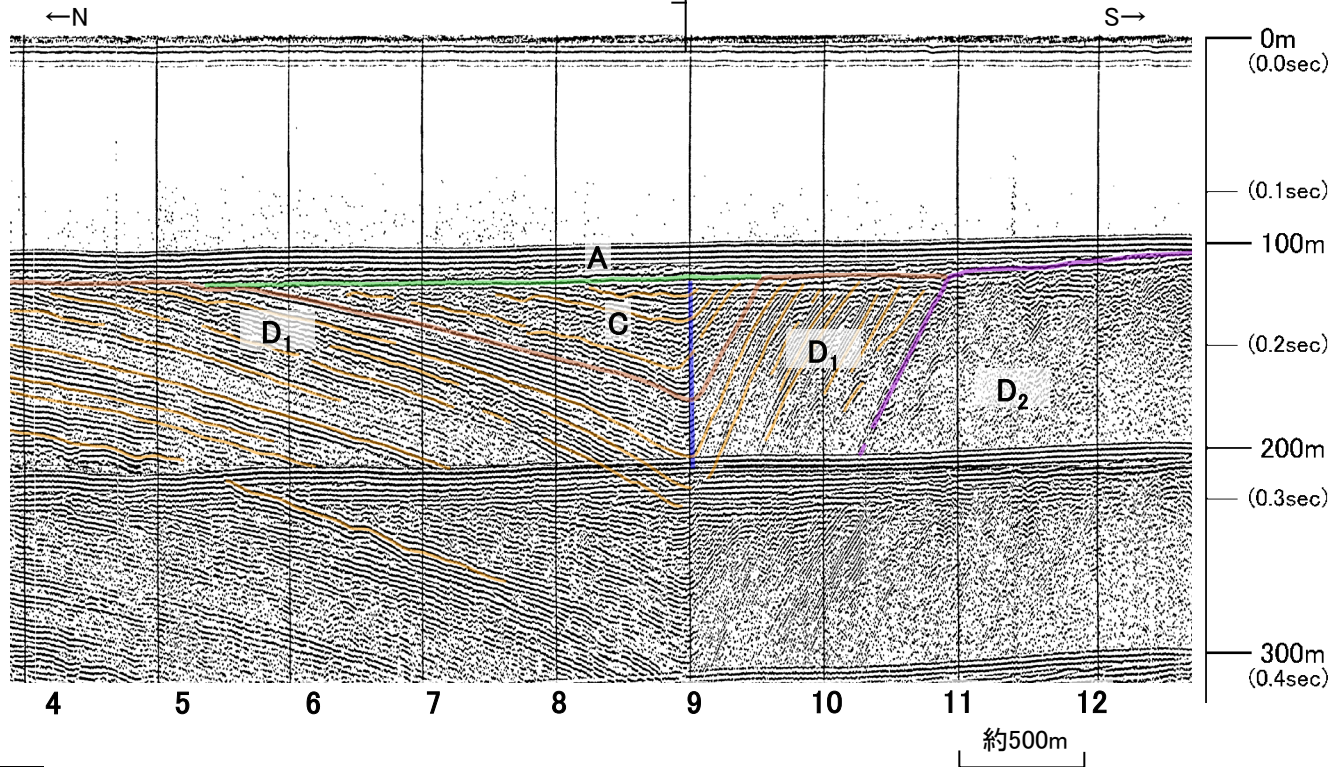 ←N
S→
0m
(0.0sec)
(0.1sec)
100m
A
C
D1
D1
(0.2sec)
D2
200m
(0.3sec)
300m
(0.4sec)
4 5 6 7 8 9 10 11 12
約500m